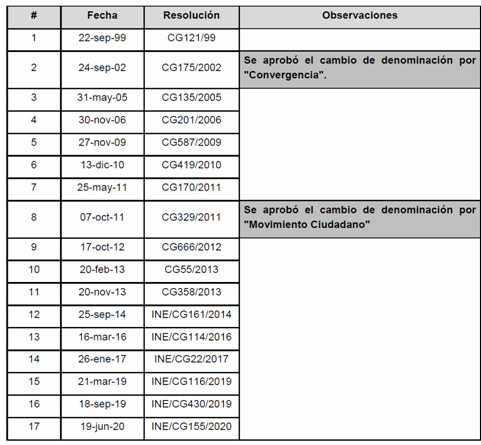 # Fecha Resolución Observaciones
1 22-sep-99 CG121/99
2 24-sep-02 CG175/2002 Se aprobó el cambio de denominación por
"Convergencia".
3 31-may-05 CG135/2005
4 30-nov-06 CG201/2006
5 27-nov-09 CG587/2009
6 13-dic-10 CG419/2010
7 25-may-11 CG170/2011
8 07-oct-11 CG329/2011 Se aprobó el cambio de denominación por
"Movimiento Ciudadano"
9 17-oct-12 CG666/2012
10 20-feb-13 CG55/2013
11 20-nov-13 CG358/2013
12 25-sep-14 INE/CG161/2014
13 16-mar-16 INE/CG114/2016
14 26-ene-17 INE/CG22/2017
15 21-mar-19 INE/CG116/2019
16 18-sep-19 INE/CG430/2019
17 19-jun-20 INE/CG155/2020